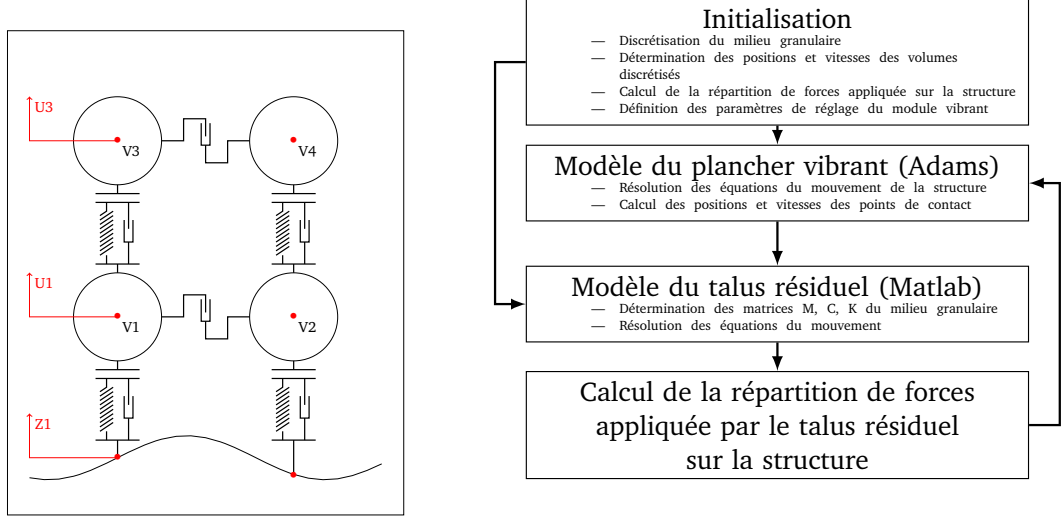 U3
V3
V4
U1
V1
V2
Z1
Initialisation
— Discrétisation du milieu granulaire
— Détermination des positions et vitesses des volumes
discrétisés
— Calcul de la répartition de forces appliquée sur la structure
— Définition des paramètres de réglage du module vibrant
Modèle du plancher vibrant (Adams)
— Résolution des équations du mouvement de la structure
— Calcul des positions et vitesses des points de contact
Modèle du talus résiduel (Matlab)
— Détermination des matrices M, C, K du milieu granulaire
— Résolution des équations du mouvement
Calcul de la répartition de forces
appliquée par le talus résiduel
sur la structure